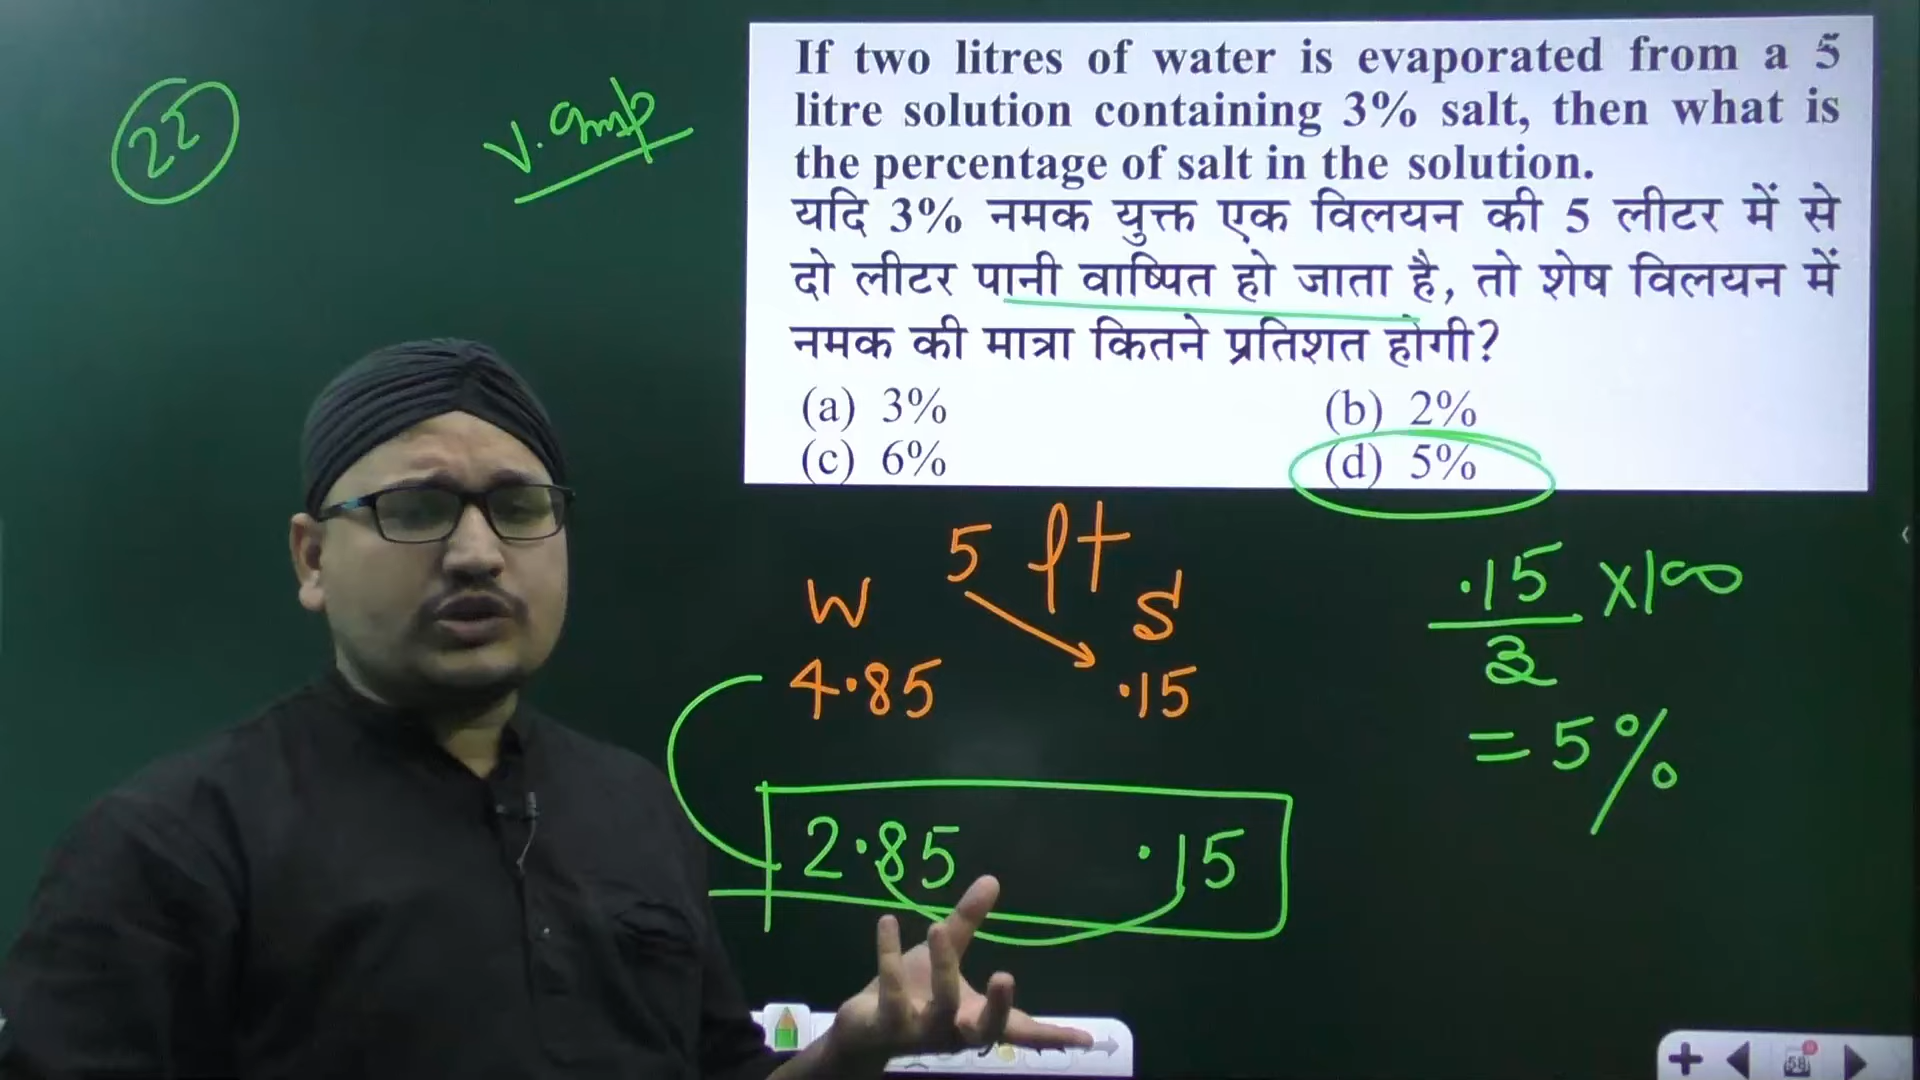 22
V. Imp
If two litres of water is evaporated from a 5
litre solution containing 3% salt, then what is
the percentage of salt in the solution.
यदि 3% नमक युक्त एक विलयन की 5 लीटर में से
दो लीटर पानी वाष्पित हो जाता है, तो शेष विलयन में
नमक की मात्रा कितने प्रतिशत होगी?
(a) 3% (b) 2%
(c) 6% (d) 5%
5 lt
W S
4.85 .15
2.85 .15
.15 x100
3
= 5%
58